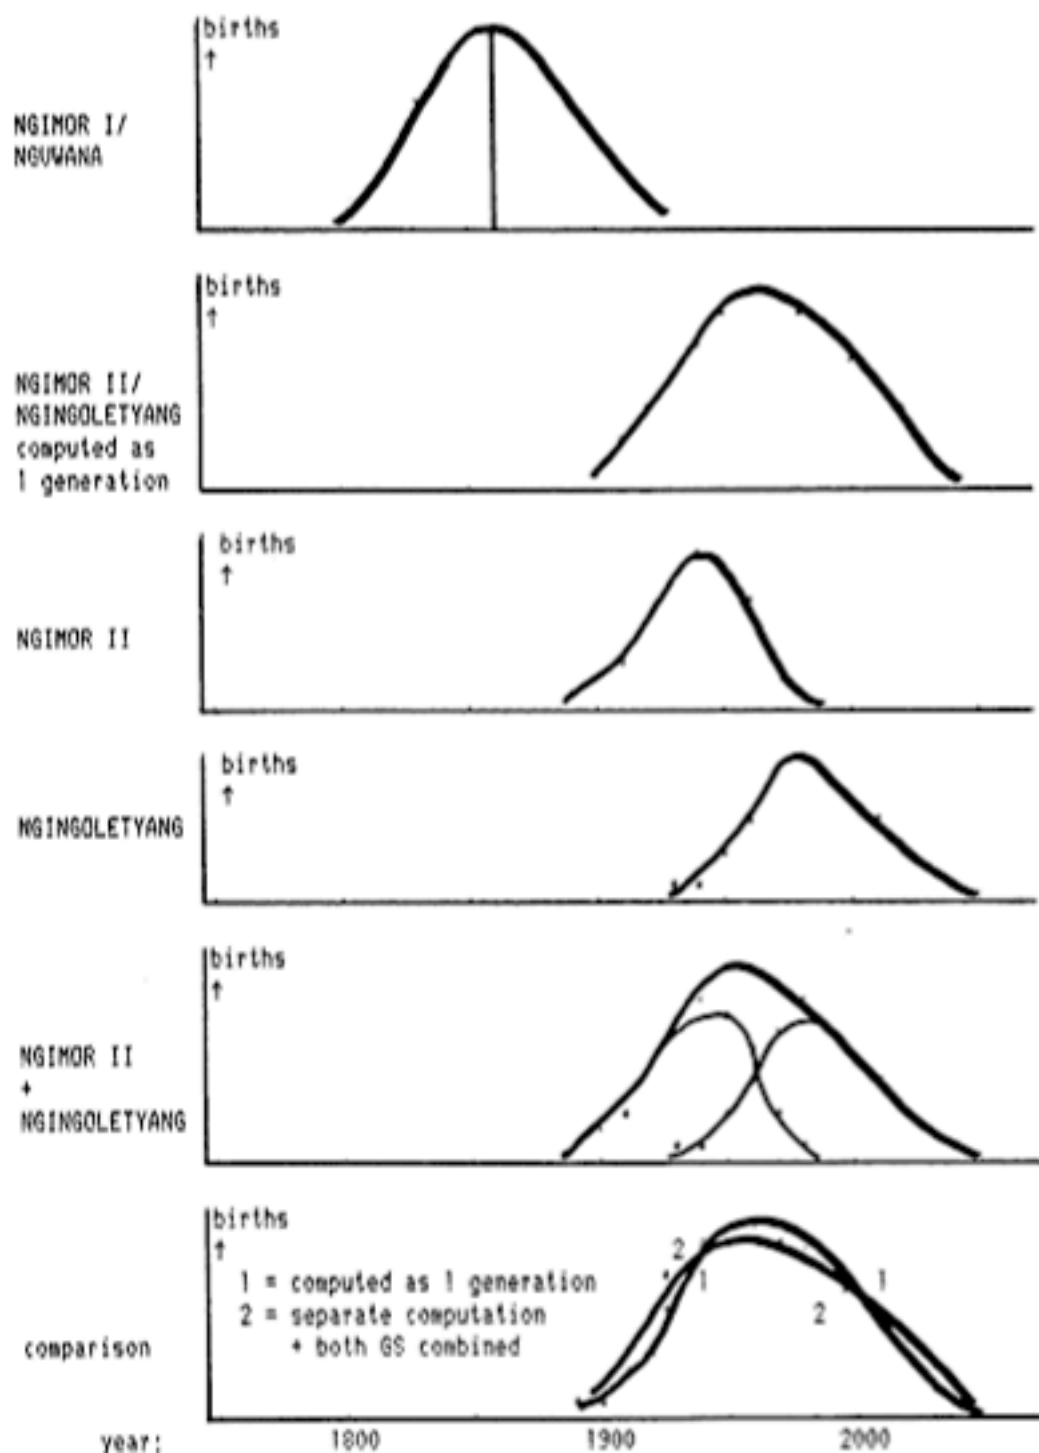 births
↑
NGIMOR I/
NGUWANA
births
↑
NGIMOR II/
NGINGOLETYANG
computed as
1 generation
births
↑
NGIMOR II
births
↑
NGINGOLETYANG
births
↑
NGIMOR II
+
NGINGOLETYANG
births
↑
2
1 = computed as 1 generation
1
1
2 = separate computation
2
+ both GS combined
comparison
year: 1800 1900 2000